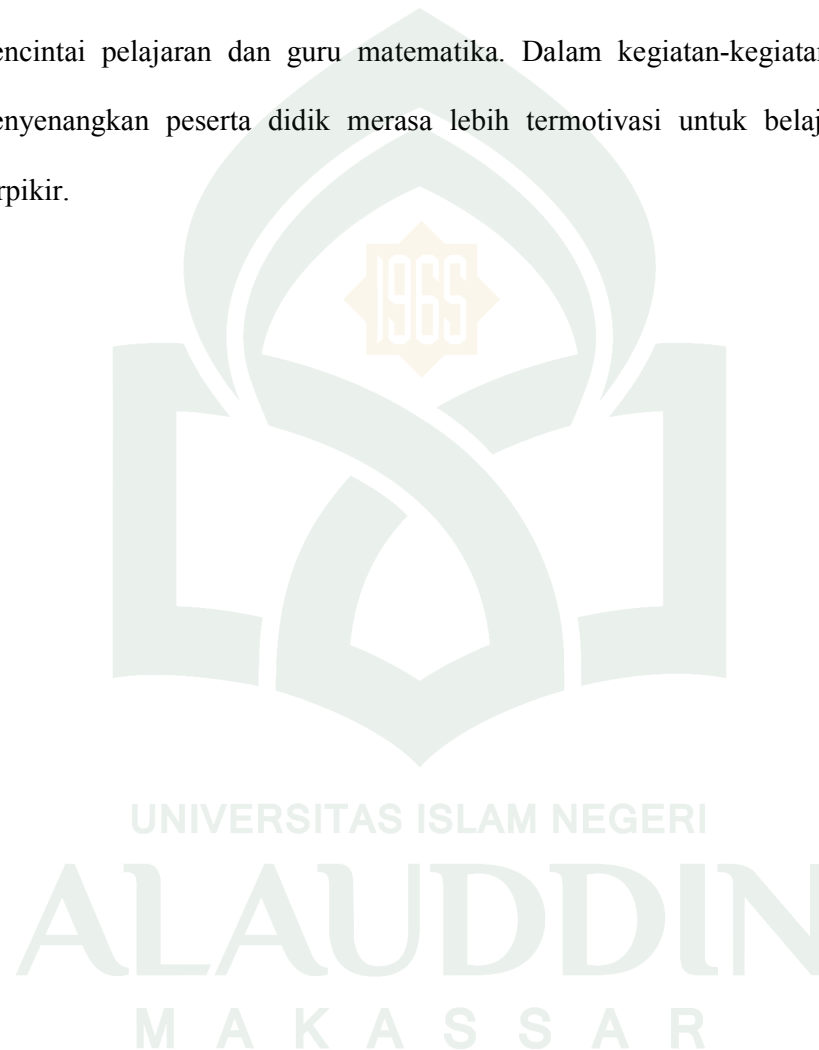 encintai pelajaran dan guru matematika. Dalam kegiatan-kegiatan
enyenangkan peserta didik merasa lebih termotivasi untuk belaj
rpikir.
1965
UNIVERSITAS ISLAM NEGERI
ALAUDDIN
MAKASSAR